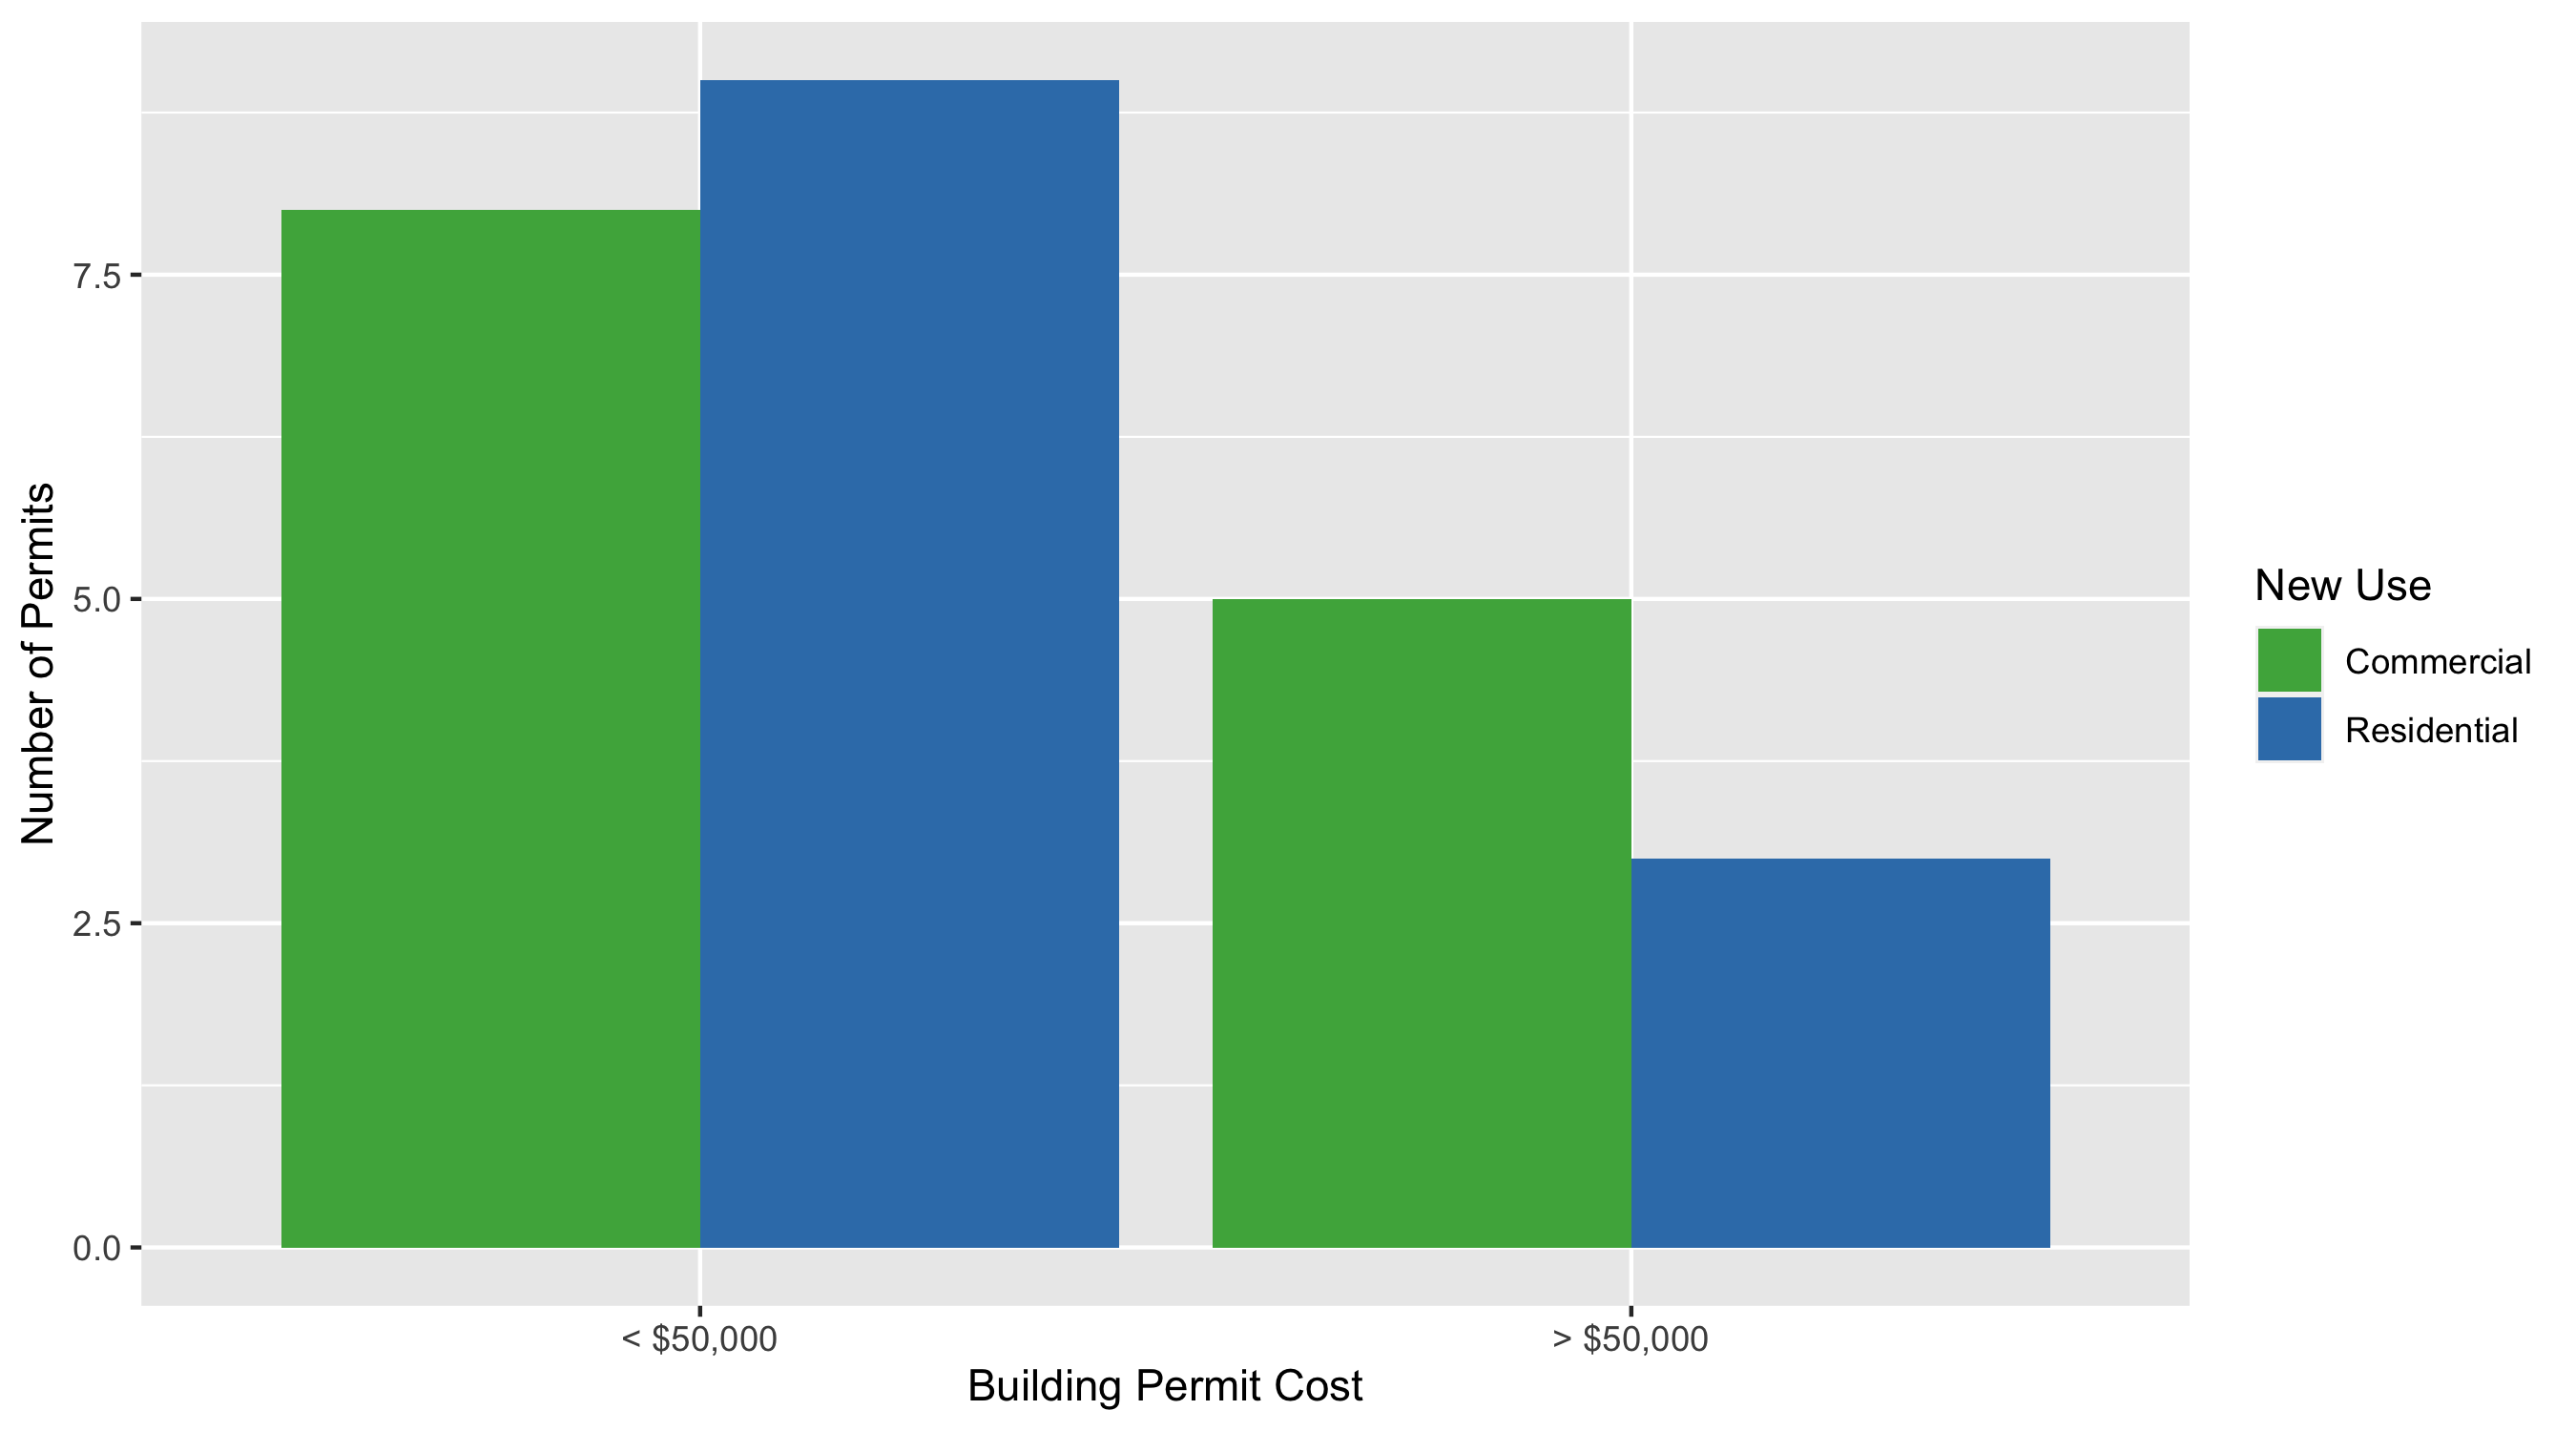 Number of Permits
7.5
5.0
2.5
0.0
< $50,000
> $50,000
Building Permit Cost
New Use
Commercial
Residential